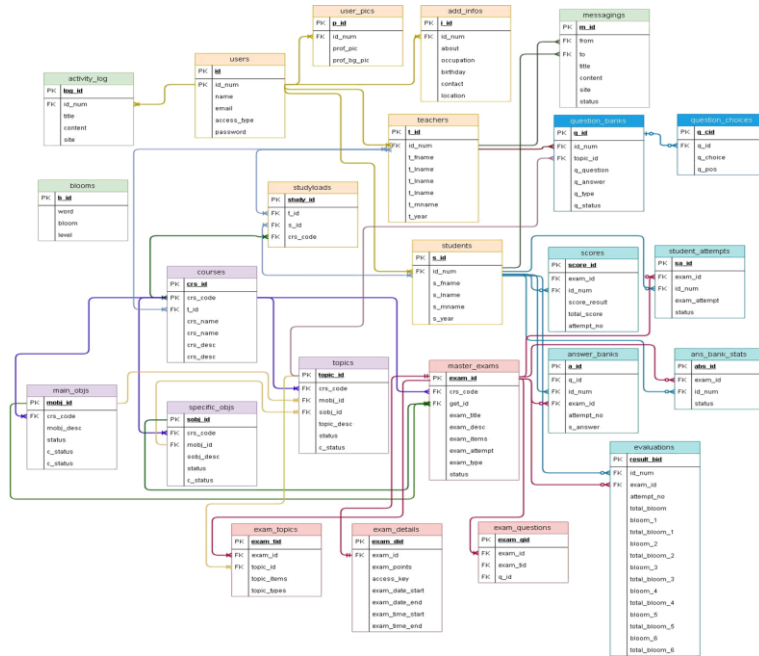 user_pics
PK p_id
FK id_num
prof_pic
prof_bg_pic
add_infos
PK i_id
FK id_num
about
occupation
birthday
contact
location
messagings
PK m_id
FK from
FK to
title
content
site
status
users
PK id
PK id_num
name
email
access_type
password
activity_log
PK log_id
FK id_num
title
content
site
teachers
PK t_id
FK id_num
t_fname
t_lname
t_lname
t_fname
t_mname
t_year
question_banks
PK q_id
FK id_num
FK topic_id
q_question
q_answer
q_type
q_status
question_choices
PK q_cid
FK q_id
q_choice
q_pos
blooms
PK b_id
word
bloom
level
studyloads
PK study_id
FK t_id
FK s_id
FK crs_code
students
PK s_id
FK id_num
s_fname
s_lname
s_mname
s_year
scores
PK score_id
FK exam_id
FK id_num
score_result
total_score
attempt_no
student_attempts
PK sa_id
FK exam_id
FK id_num
exam_attempt
status
courses
PK crs_id
PK crs_code
FK t_id
crs_name
crs_name
crs_desc
crs_desc
topics
PK topic_id
FK crs_code
FK mobj_id
FK sobj_id
topic_desc
status
c_status
master_exams
PK exam_id
FK crs_code
FK get_id
exam_title
exam_desc
exam_items
exam_attempt
exam_type
status
answer_banks
PK a_id
FK q_id
FK id_num
FK exam_id
attempt_no
s_answer
ans_bank_stats
PK abs_id
FK exam_id
FK id_num
status
main_objs
PK mobj_id
FK crs_code
mobj_desc
status
c_status
specific_objs
PK sobj_id
FK crs_code
FK mobj_id
sobj_desc
status
c_status
evaluations
PK result_bid
FK id_num
FK exam_id
attempt_no
total_bloom
bloom_1
total_bloom_1
bloom_2
total_bloom_2
bloom_3
total_bloom_3
bloom_4
total_bloom_4
bloom_5
total_bloom_5
bloom_6
total_bloom_6
exam_topics
PK exam_tid
FK exam_id
FK topic_id
topic_items
topic_types
exam_details
PK exam_did
FK exam_id
exam_points
access_key
exam_date_start
exam_date_end
exam_time_start
exam_time_end
exam_questions
PK exam_qid
FK exam_id
FK exam_tid
FK q_id